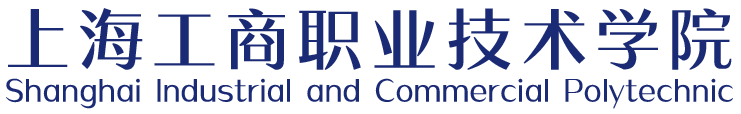 上海工商职业技术学院
Shanghai Industrial and Commercial Polytechnic